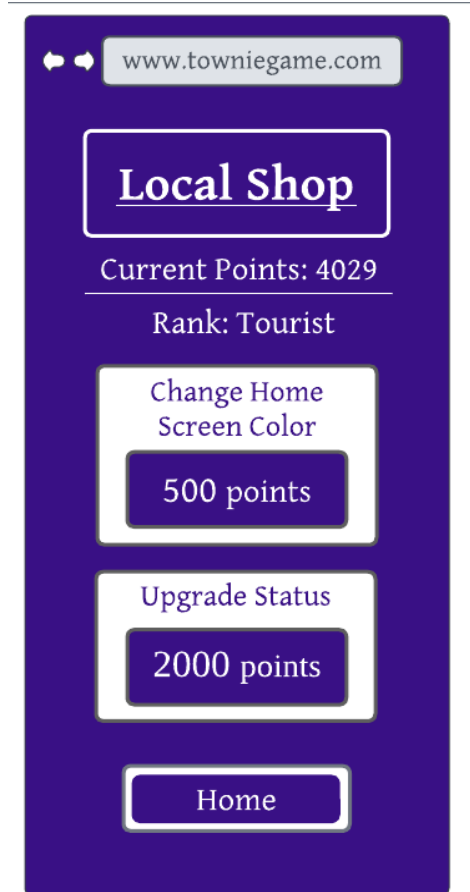 www.towniegame.com
Local Shop
Current Points: 4029
Rank: Tourist
Change Home
Screen Color
500 points
Upgrade Status
2000 points
Home